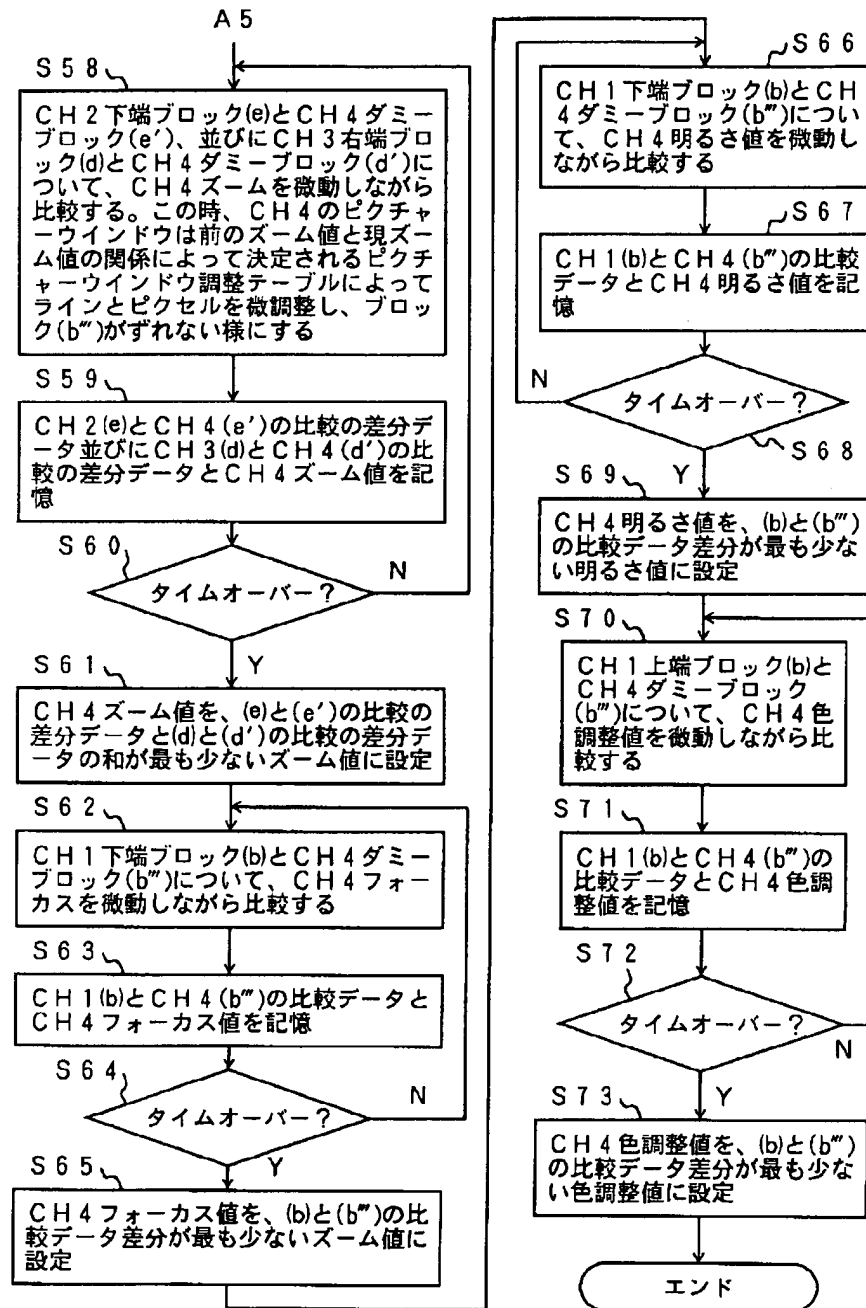 A5
S58
CH2下端ブロック(e)とCH4ダミー
ブロック(e′)、並びにCH3右端ブ
ロック(d)とCH4ダミーブロック(d′)に
ついて、CH4ズームを微動しながら
比較する。この時、CH4のピクチャ
ーウインドウは前のズーム値と現ズ
ーム値の関係によって決定されるピク
チャーウインドウ調整テーブルによって
ラインとピクセルを微調整し、ブロッ
ク(b‴)がずれない様にする
S59
CH2(e)とCH4(e′)の比較の差分デ
ータ並びにCH3(d)とCH4(d′)の比
較の差分データとCH4ズーム値を記
憶
S60
タイムオーバー?
N
Y
S61
CH4ズーム値を、(e)と(e′)の比較の
差分データと(d)と(d′)の比較の差分デ
ータの和が最も少ないズーム値に設定
S62
CH1下端ブロック(b)とCH4ダミー
ブロック(b‴)について、CH4フォー
カスを微動しながら比較する
S63
CH1(b)とCH4(b‴)の比較データと
CH4フォーカス値を記憶
S64
タイムオーバー?
N
Y
S65
CH4フォーカス値を、(b)と(b‴)の比
較データ差分が最も少ないズーム値に
設定
S66
CH1下端ブロック(b)とCH
4ダミーブロック(b‴)につい
て、CH4明るさ値を微動し
ながら比較する
S67
CH1(b)とCH4(b‴)の比較
データとCH4明るさ値を記
憶
N
タイムオーバー?
S68
Y
S69
CH4明るさ値を、(b)と(b‴)
の比較データ差分が最も少な
い明るさ値に設定
S70
CH1上端ブロック(b)と
CH4ダミーブロック
(b‴)について、CH4色
調整値を微動しながら比
較する
S71
CH1(b)とCH4(b‴)の
比較データとCH4色調
整値を記憶
S72
タイムオーバー?
N
Y
S73
CH4色調整値を、(b)と(b‴)
の比較データ差分が最も少な
い色調整値に設定
エンド